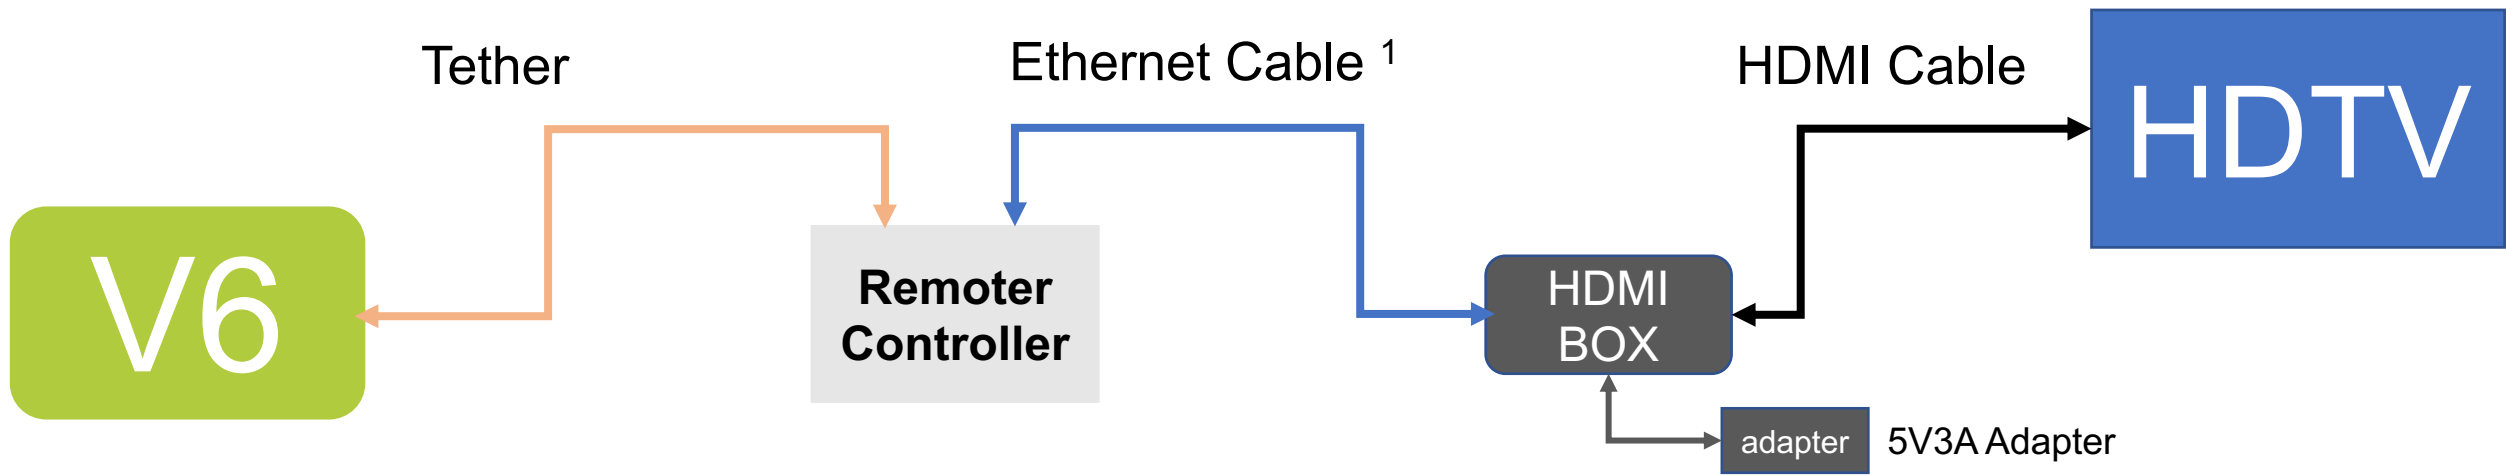 Tether
Ethernet Cable 1
HDMI Cable
HDTV
V6
Remoter
Controller
HDMI
BOX
adapter
5V3A Adapter